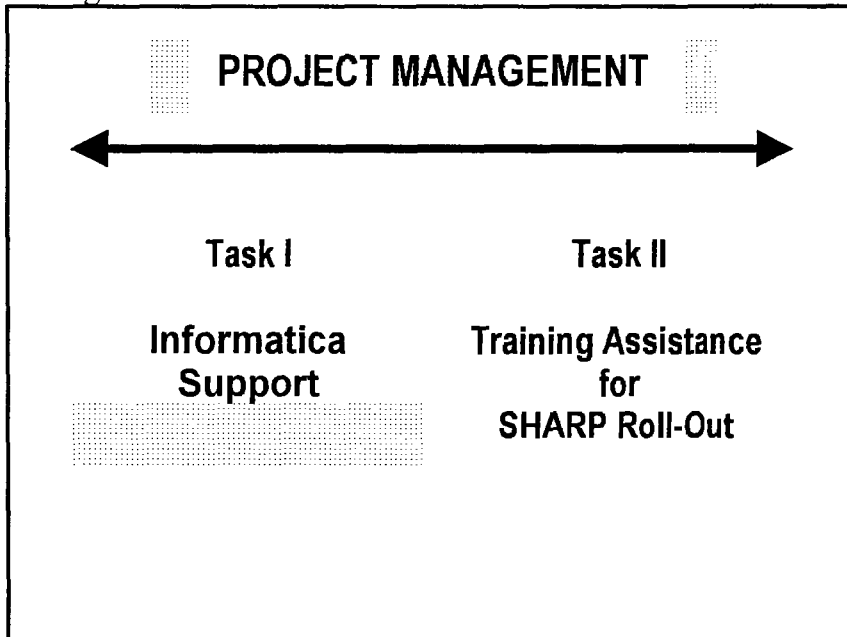 PROJECT MANAGEMENT
Task I
Informatica
Support
Task II
Training Assistance
for
SHARP Roll-Out